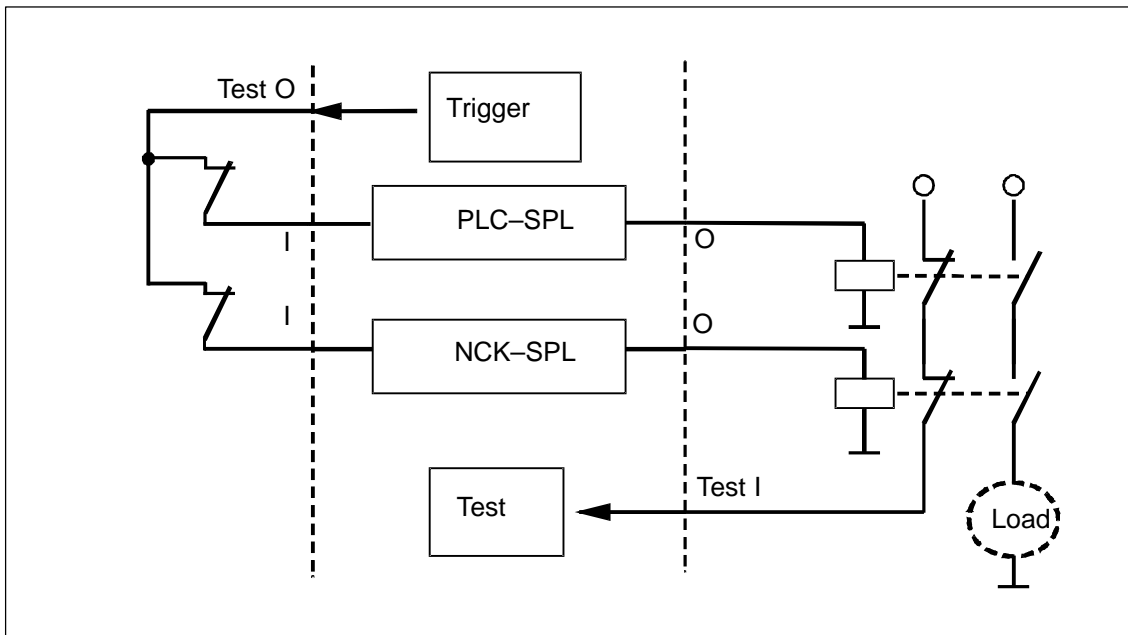 Test O
Trigger
PLC–SPL
I
O
I
O
NCK–SPL
Test I
Test
Load